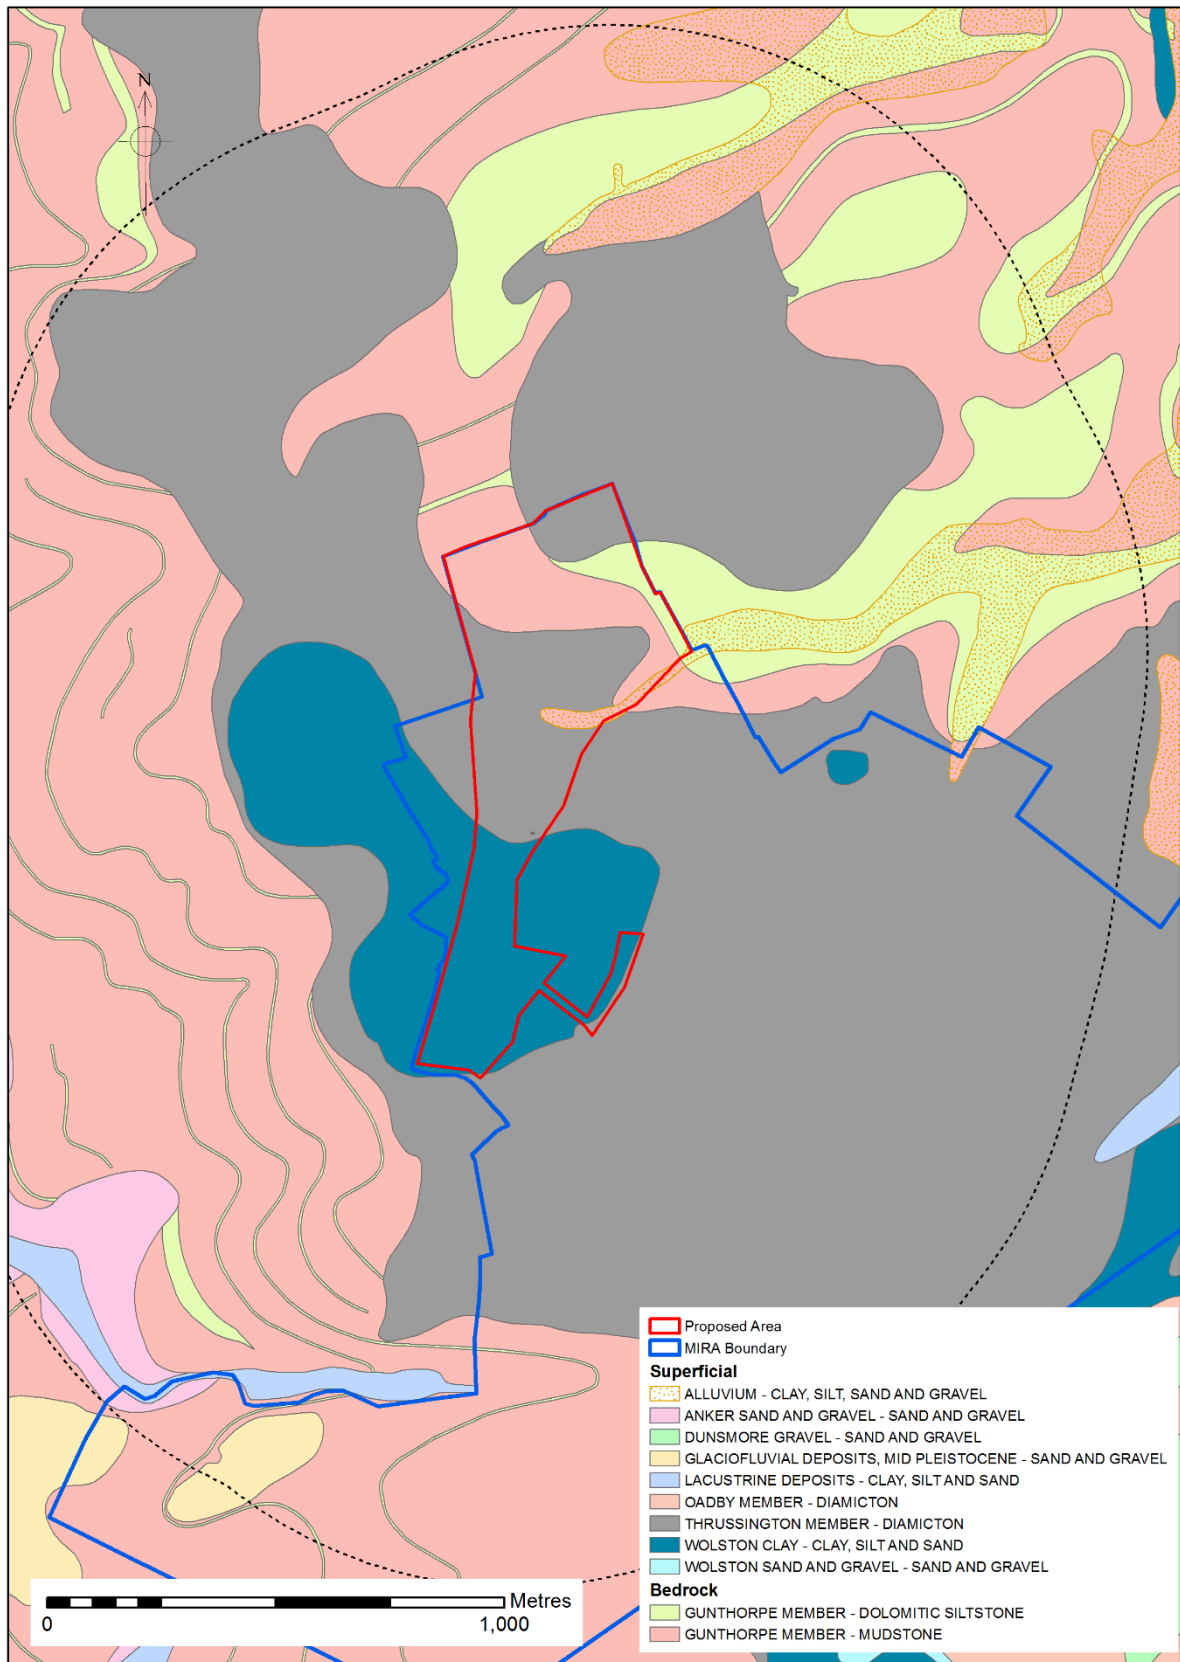 N
Proposed Area
MIRA Boundary
Superficial
ALLUVIUM - CLAY, SILT, SAND AND GRAVEL
ANKER SAND AND GRAVEL - SAND AND GRAVEL
DUNSMORE GRAVEL - SAND AND GRAVEL
GLACIOFLUVIAL DEPOSITS, MID PLEISTOCENE - SAND AND GRAVEL
LACUSTRINE DEPOSITS - CLAY, SILT AND SAND
OADBY MEMBER - DIAMICTON
THRUSSINGTON MEMBER - DIAMICTON
WOLSTON CLAY - CLAY, SILT AND SAND
WOLSTON SAND AND GRAVEL - SAND AND GRAVEL
Bedrock
GUNTHORPE MEMBER - DOLOMITIC SILTSTONE
GUNTHORPE MEMBER - MUDSTONE
Metres
0 1,000